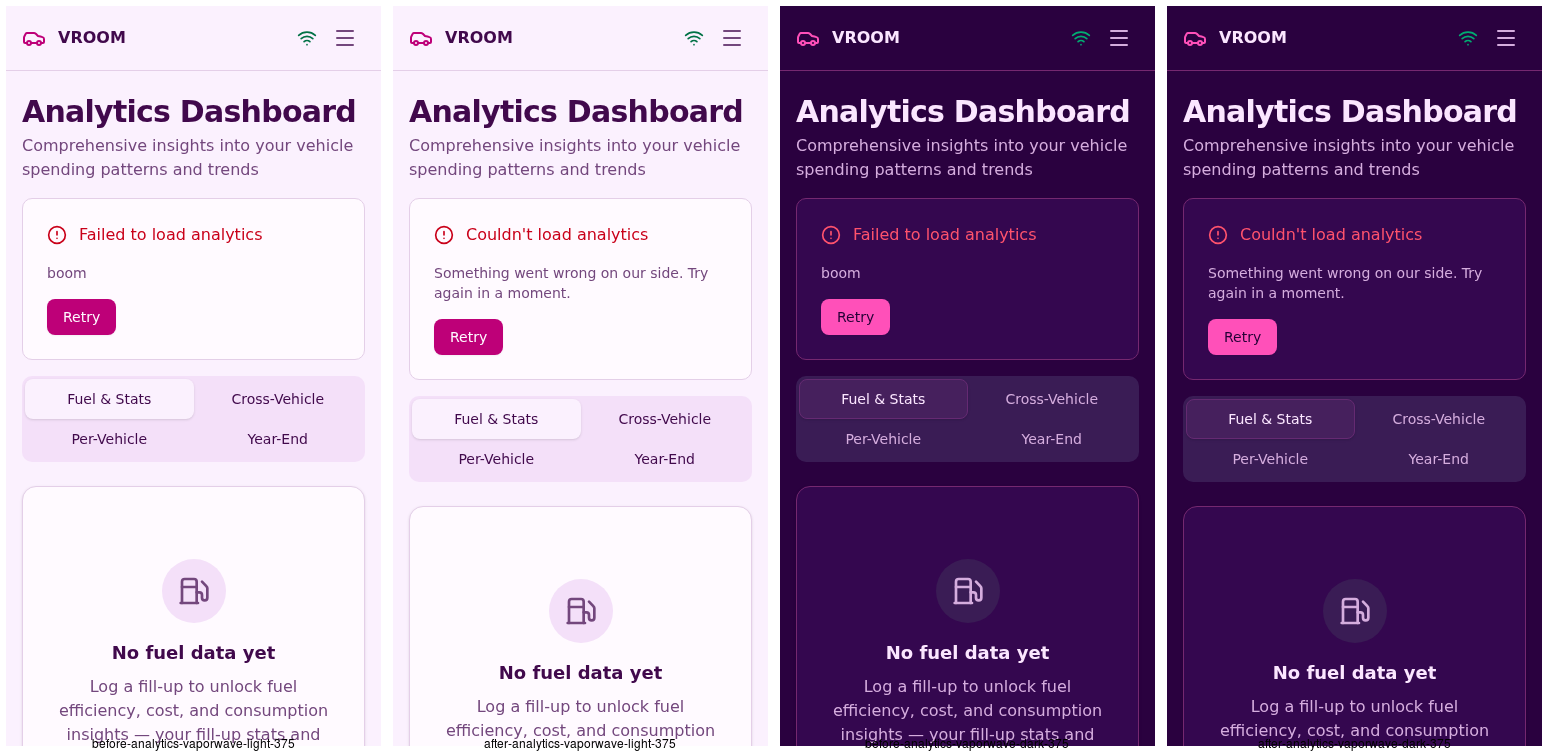 VROOM
Analytics Dashboard
Comprehensive insights into your vehicle
spending patterns and trends
Failed to load analytics
boom
Retry
Fuel & Stats
Cross-Vehicle
Per-Vehicle
Year-End
No fuel data yet
Log a fill-up to unlock fuel
efficiency, cost, and consumption
insights — your fill-up stats and
before-analytics-vaporwave-light-375
VROOM
Analytics Dashboard
Comprehensive insights into your vehicle
spending patterns and trends
Couldn't load analytics
Something went wrong on our side. Try
again in a moment.
Retry
Fuel & Stats
Cross-Vehicle
Per-Vehicle
Year-End
No fuel data yet
Log a fill-up to unlock fuel
efficiency, cost, and consumption
after-analytics-vaporwave-light-375
VROOM
Analytics Dashboard
Comprehensive insights into your vehicle
spending patterns and trends
Failed to load analytics
boom
Retry
Fuel & Stats
Cross-Vehicle
Per-Vehicle
Year-End
No fuel data yet
Log a fill-up to unlock fuel
efficiency, cost, and consumption
insights — your fill-up stats and
before-analytics-vaporwave-dark-375
VROOM
Analytics Dashboard
Comprehensive insights into your vehicle
spending patterns and trends
Couldn't load analytics
Something went wrong on our side. Try
again in a moment.
Retry
Fuel & Stats
Cross-Vehicle
Per-Vehicle
Year-End
No fuel data yet
Log a fill-up to unlock fuel
efficiency, cost, and consumption
after-analytics-vaporwave-dark-375